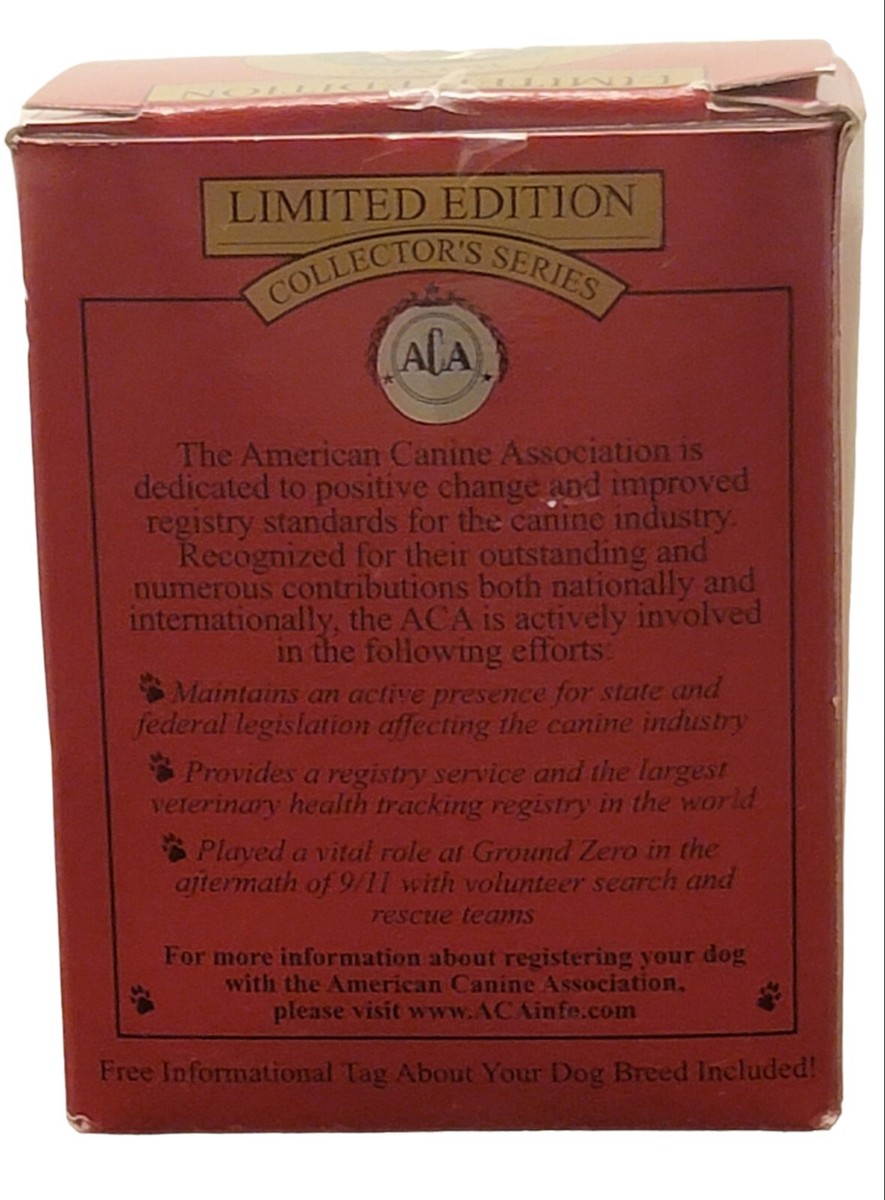 LIMITED EDITION
LIMITED EDITION
COLLECTOR'S SERIES
ACA
The American Canine Association is
dedicated to positive change and improved
registry standards for the canine industry.
Recognized for their outstanding and
numerous contributions both nationally and
internationally, the ACA is actively involved
in the following efforts:
Maintains an active presence for state and
federal legislation affecting the canine industry
Provides a registry service and the largest
veterinary health tracking registry in the world
Played a vital role at Ground Zero in the
aftermath of 9/11 with volunteer search and
rescue teams
For more information about registering your dog
with the American Canine Association,
please visit www.ACAinfo.com
Free Informational Tag About Your Dog Breed Included!